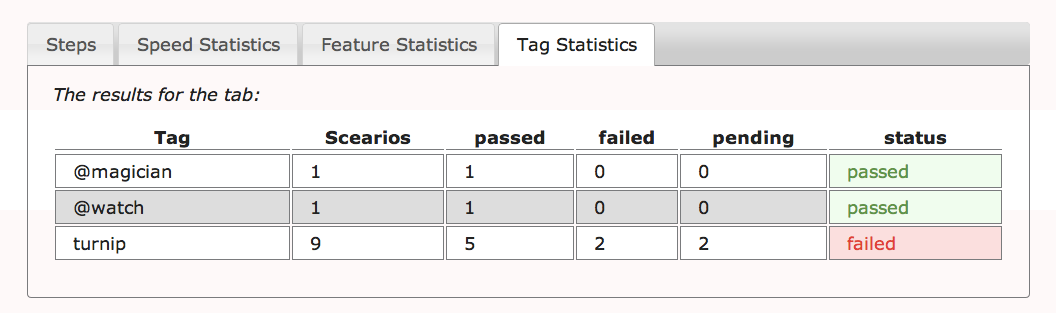 Steps Speed Statistics Feature Statistics Tag Statistics
The results for the tab:
Tag Scearios passed failed pending status
@magician 1 1 0 0 passed
@watch 1 1 0 0 passed
turnip 9 5 2 2 failed